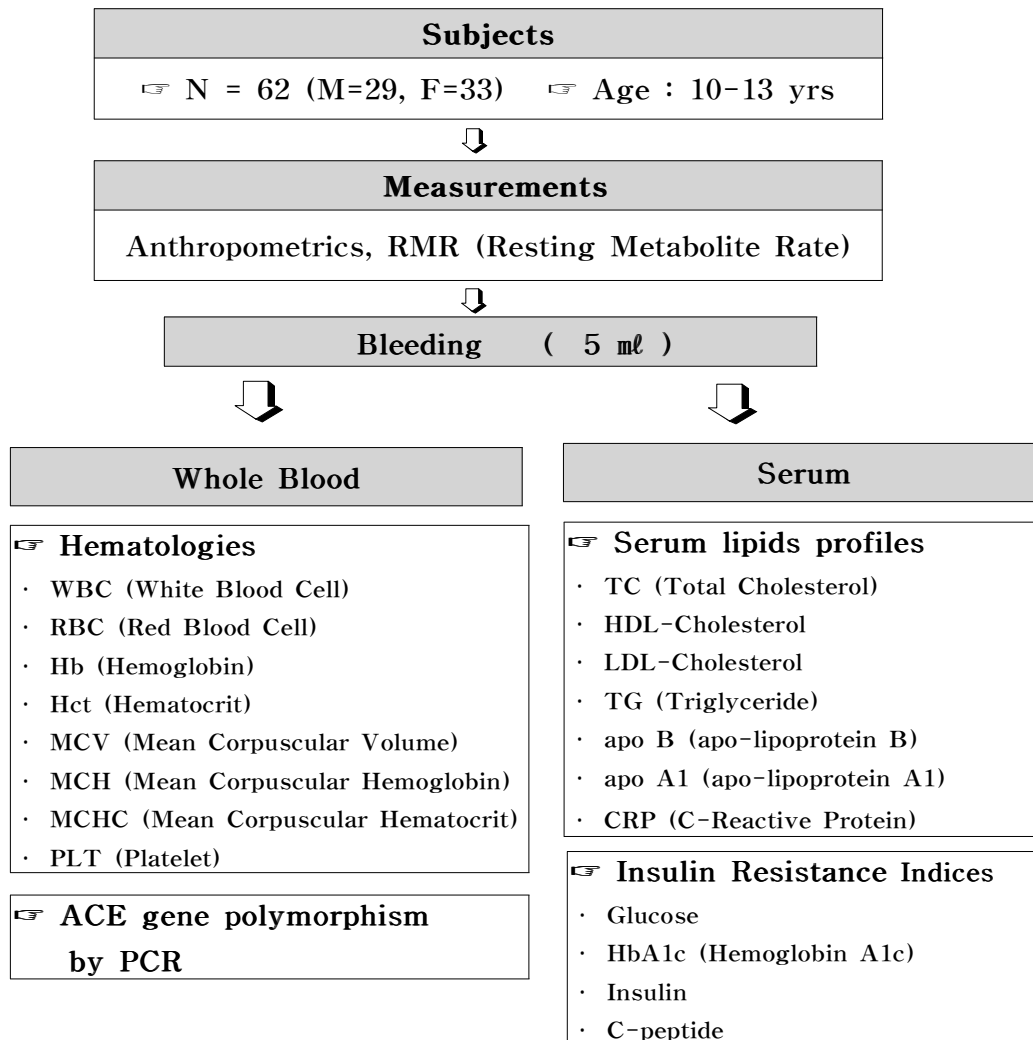 Subjects
☞ N = 62 (M=29, F=33) ☞ Age : 10-13 yrs
Measurements
Anthropometrics, RMR (Resting Metabolite Rate)
Bleeding ( 5 ㎖ )
Whole Blood
☞ Hematologies
· WBC (White Blood Cell)
· RBC (Red Blood Cell)
· Hb (Hemoglobin)
· Hct (Hematocrit)
· MCV (Mean Corpuscular Volume)
· MCH (Mean Corpuscular Hemoglobin)
· MCHC (Mean Corpuscular Hematocrit)
· PLT (Platelet)
☞ ACE gene polymorphism
by PCR
Serum
☞ Serum lipids profiles
· TC (Total Cholesterol)
· HDL-Cholesterol
· LDL-Cholesterol
· TG (Triglyceride)
· apo B (apo-lipoprotein B)
· apo A1 (apo-lipoprotein A1)
· CRP (C-Reactive Protein)
☞ Insulin Resistance Indices
· Glucose
· HbA1c (Hemoglobin A1c)
· Insulin
· C-peptide